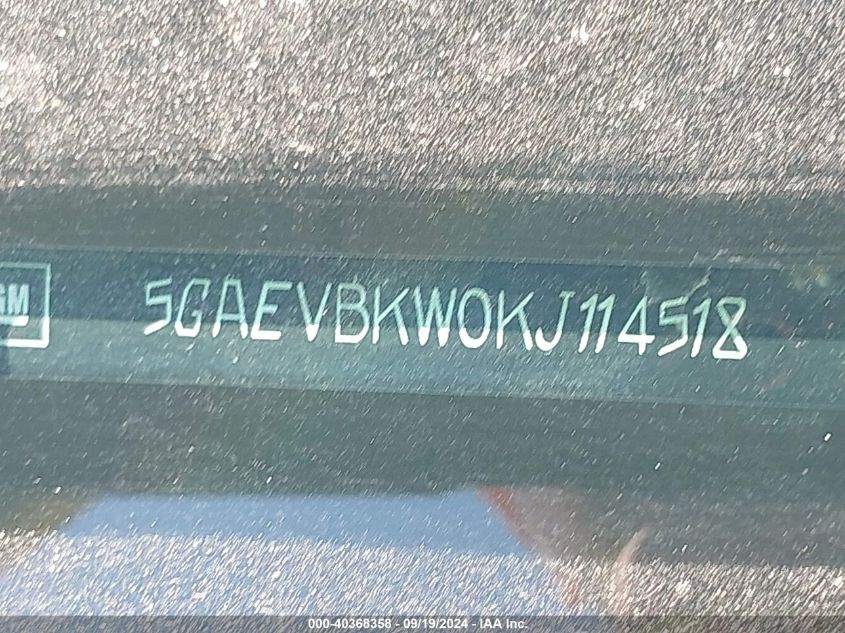 GM
5GAEVBKW0KJ114518
000-40368358 - 09/19/2024 - IAA Inc.